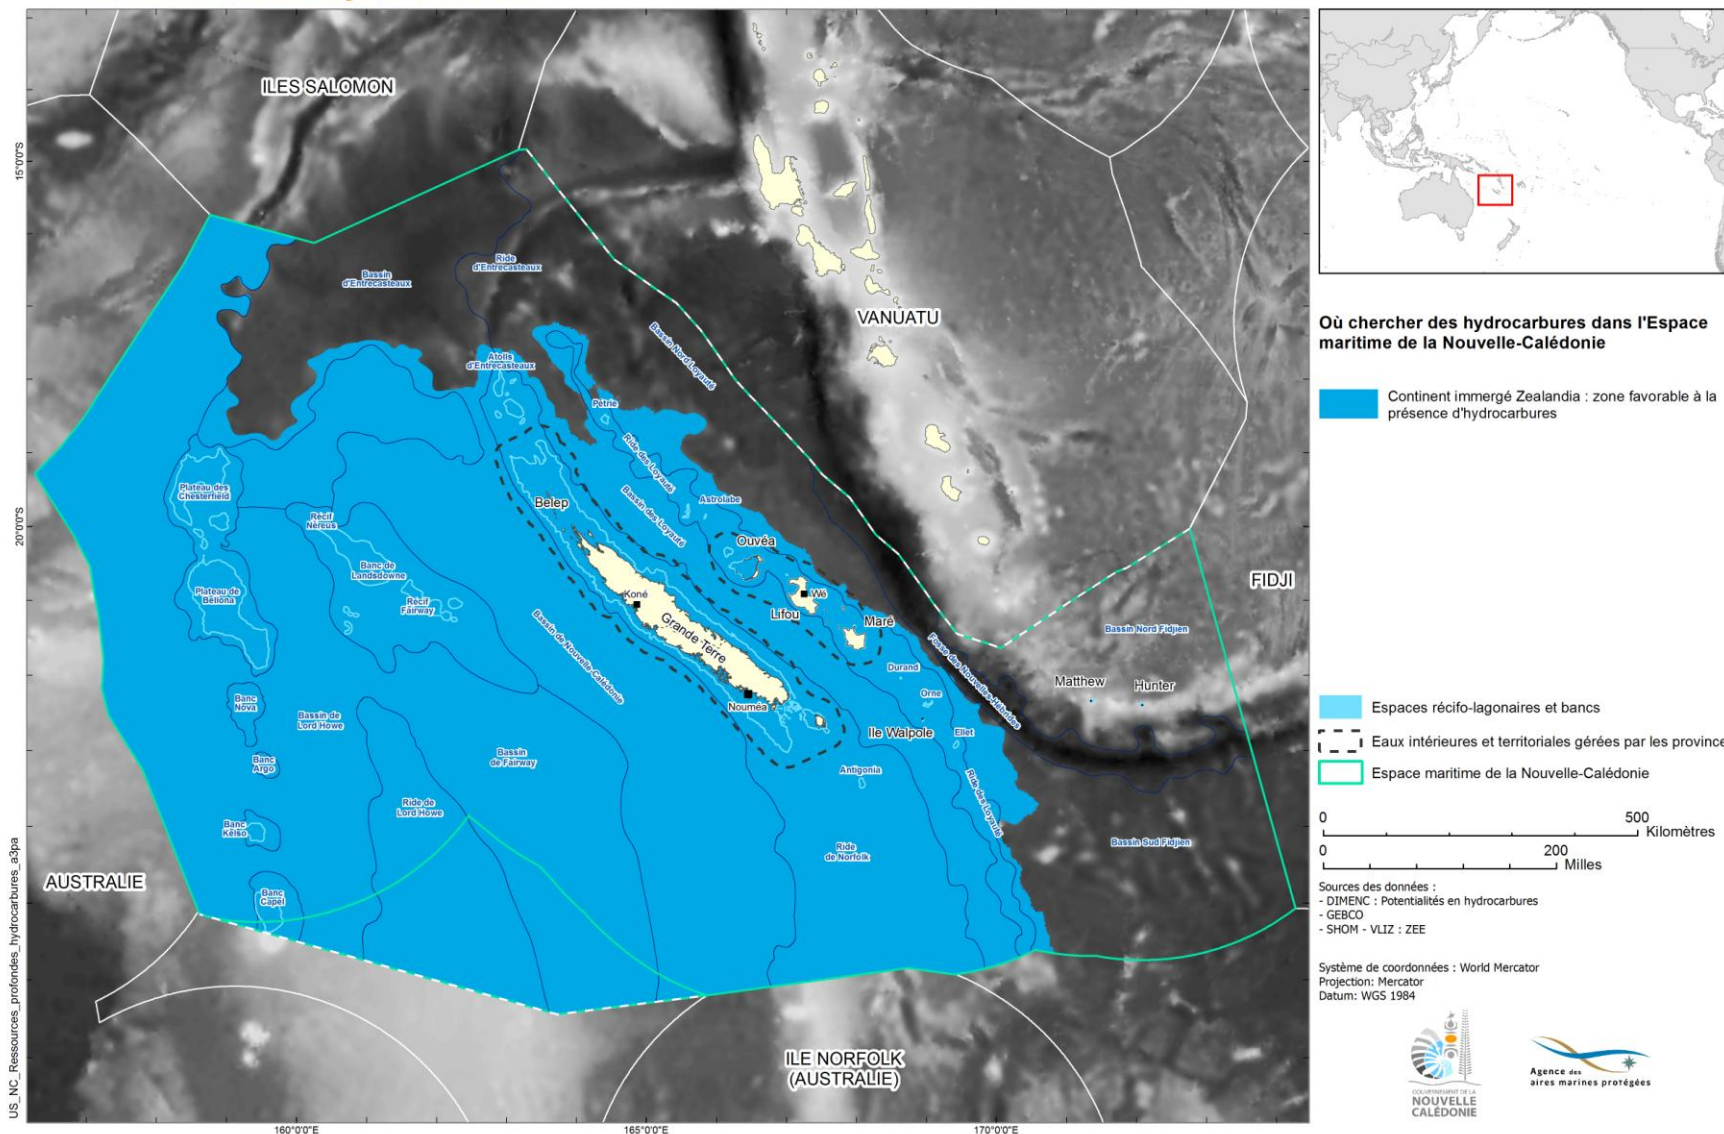 ILES SALOMON
VANUATU
FIDJI
AUSTRALIE
ILE NORFOLK
(AUSTRALIE)
15°0'0"S
20°0'0"S
160°0'0"E
165°0'0"E
170°0'0"E
US_NC_Ressources_profondes_hydrocarbures_a3pa
Bassin
d'Entrecasteaux
Ride
d'Entrecasteaux
Bassin Nord Loyauté
Atolls
d'Entrecasteaux
Pétrie
Ride des Loyauté
Bassin des Loyauté
Astrolabe
Belep
Plateau des
Chesterfield
Récif
Néreus
Banc de
Landsdowne
Récif
Fairway
Plateau de
Bellona
Ouvéa
Wé
Lifou
Maré
Koné
Grande Terre
Nouméa
Bassin de Nouvelle-Calédonie
Durand
Orne
Ile Walpole
Ellet
Antigonia
Fosse des Nouvelles-Hébrides
Bassin Nord Fidjien
Matthew
Hunter
Banc
Nova
Bassin de
Lord Howe
Banc
Argo
Bassin
de Fairway
Ride de
Lord Howe
Banc
Kelso
Banc
Capel
Ride
de Norfolk
Ride des Loyauté
Bassin Sud Fidjien
Où chercher des hydrocarbures dans l'Espace
maritime de la Nouvelle-Calédonie
Continent immergé Zealandia : zone favorable à la
présence d'hydrocarbures
Espaces récifo-lagonaires et bancs
Eaux intérieures et territoriales gérées par les province
Espace maritime de la Nouvelle-Calédonie
0 500
Kilomètres
0 200
Milles
Sources des données :
- DIMENC : Potentialités en hydrocarbures
- GEBCO
- SHOM - VLIZ : ZEE
Système de coordonnées : World Mercator
Projection: Mercator
Datum: WGS 1984
GOUVERNEMENT DE LA
NOUVELLE
CALÉDONIE
Agence des
aires marines protégées